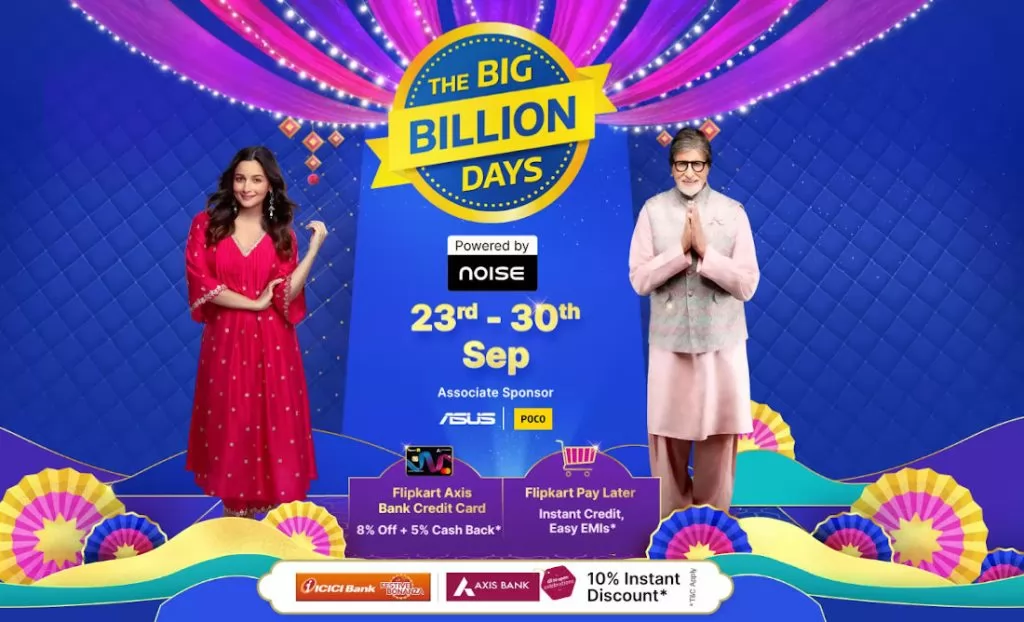 THE BIG
BILLION
DAYS
Powered by
noise
23rd - 30th
Sep
Associate Sponsor
ASUS POCO
Flipkart Axis
Bank Credit Card
8% Off + 5% Cash Back*
Flipkart Pay Later
Instant Credit,
Easy EMIs*
ICICI Bank FESTIVE BONANZA
AXIS BANK
10% Instant
Discount*
*T&C Apply